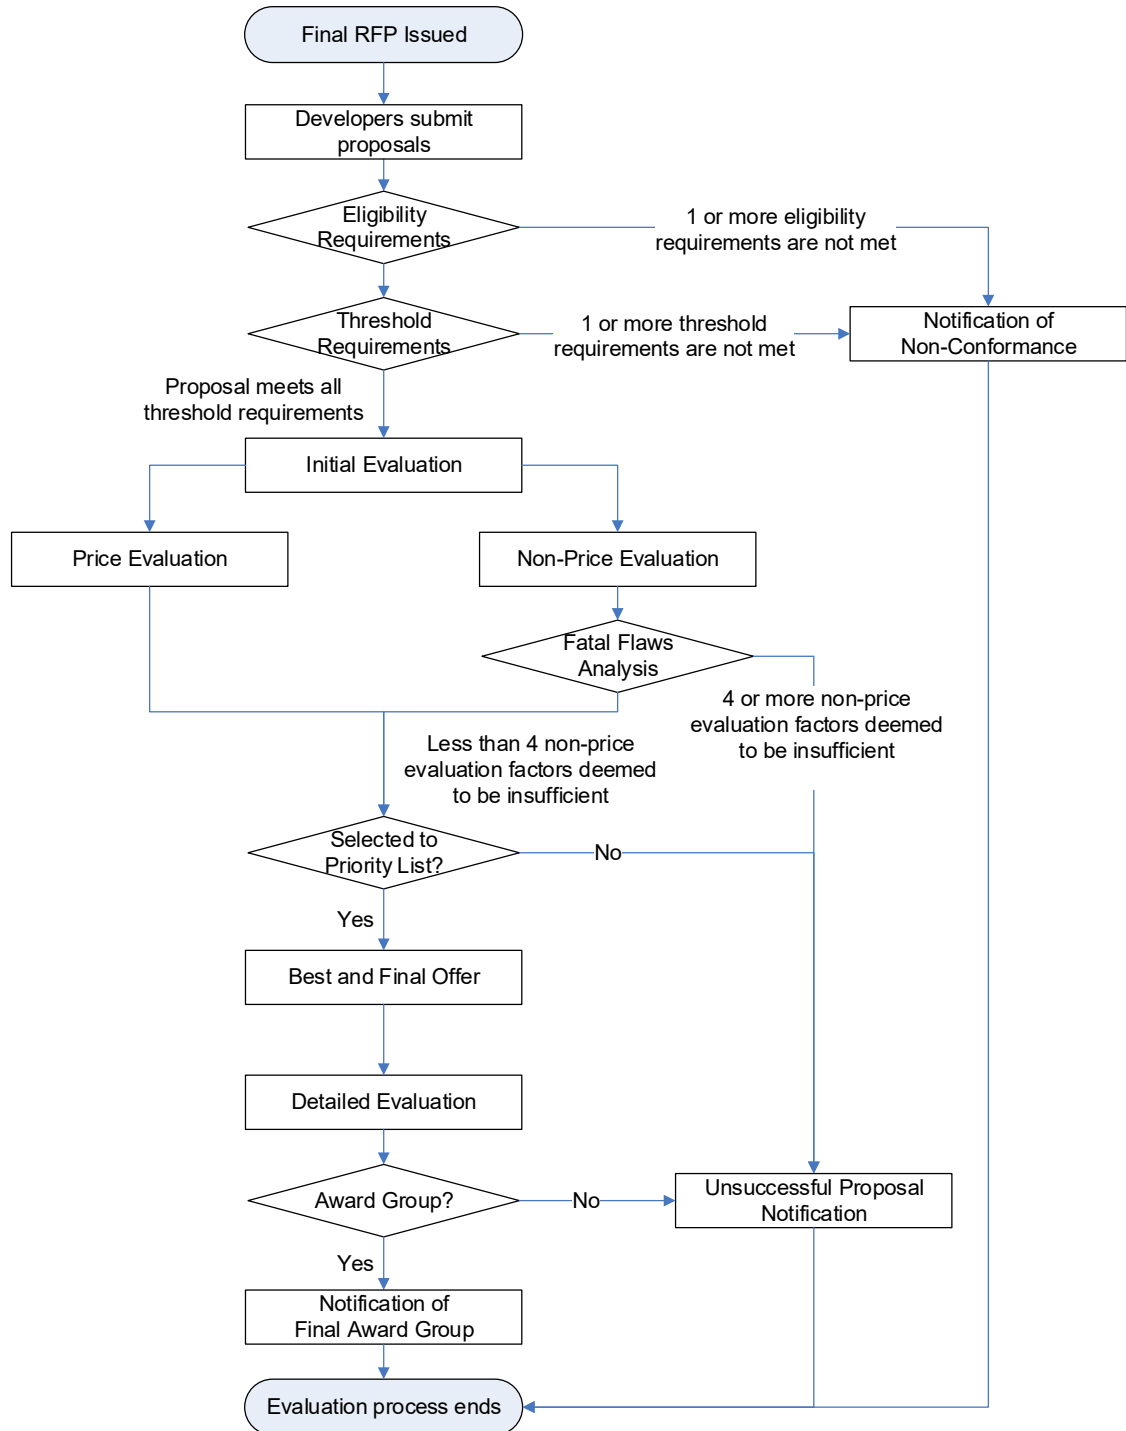 Final RFP Issued
Developers submit
proposals
Eligibility
Requirements
1 or more eligibility
requirements are not met
Threshold
Requirements
1 or more threshold
requirements are not met
Notification of
Non-Conformance
Proposal meets all
threshold requirements
Initial Evaluation
Price Evaluation
Non-Price Evaluation
Fatal Flaws
Analysis
4 or more non-price
evaluation factors deemed
to be insufficient
Less than 4 non-price
evaluation factors deemed
to be insufficient
Selected to
Priority List?
No
Yes
Best and Final Offer
Detailed Evaluation
Award Group?
No
Unsuccessful Proposal
Notification
Yes
Notification of
Final Award Group
Evaluation process ends